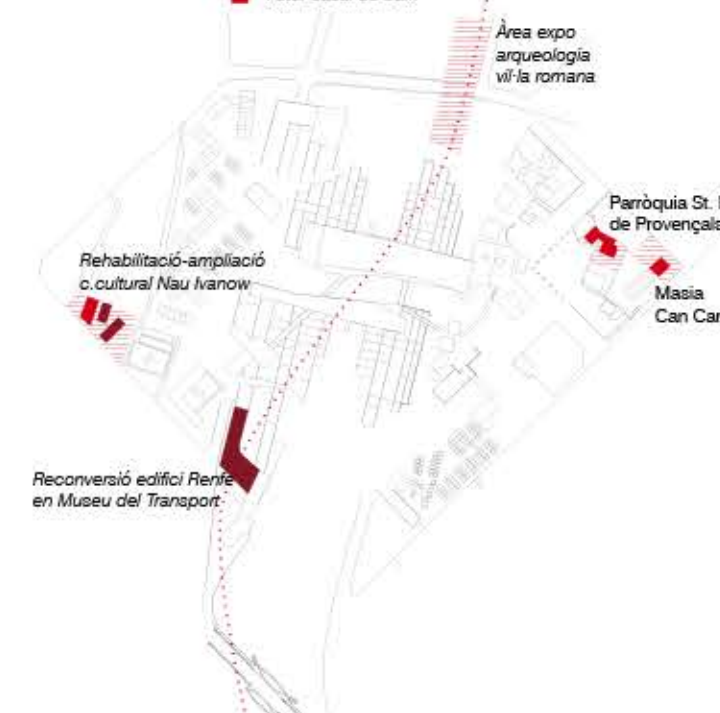 Àrea expo
arqueologia
vil·la romana
Parròquia St.
de Provençals
Rehabilitació-ampliació
c.cultural Nau Ivanow
Masia
Can
Reconversió edifici Renfe
en Museu del Transport